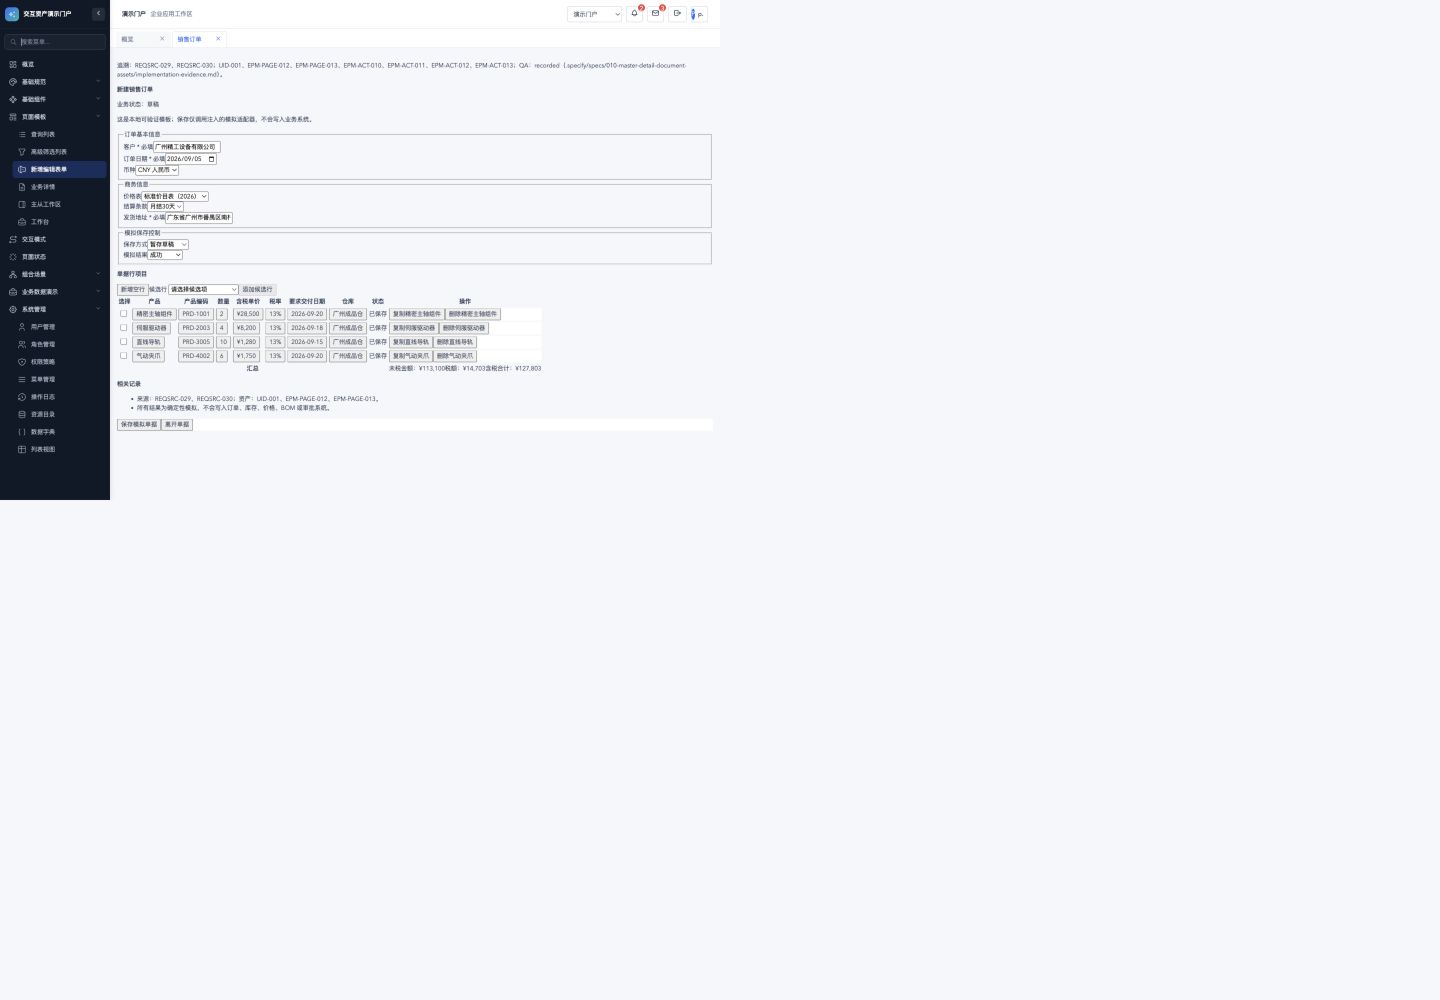 交互资产演示门户
搜索菜单...
概览
基础规范
基础组件
页面模板
查询列表
高级筛选列表
新增编辑表单
业务详情
主从工作区
工作台
交互模式
页面状态
组合场景
业务数据演示
系统管理
用户管理
角色管理
权限策略
菜单管理
操作日志
资源目录
数据字典
列表视图
演示门户 企业应用工作区
演示门户 2 3 P.
概览 销售订单
追溯：REQSRC-029、REQSRC-030；UID-001、EPM-PAGE-012、EPM-PAGE-013、EPM-ACT-010、EPM-ACT-011、EPM-ACT-012、EPM-ACT-013；QA：recorded（.specify/specs/010-master-detail-document-
assets/implementation-evidence.md）。
新建销售订单
业务状态：草稿
这是本地可验证模板；保存仅调用注入的模拟适配器，不会写入业务系统。
订单基本信息
客户 * 必填 广州精工设备有限公司
订单日期 * 必填 2026/09/05
币种 CNY 人民币
商务信息
价格表 标准价目表（2026）
结算条款 月结30天
发货地址 * 必填 广东省广州市番禺区南村
模拟保存控制
保存方式 暂存草稿
模拟结果 成功
单据行项目
新增空行 候选行 请选择候选项 添加候选行
选择 产品 产品编码 数量 含税单价 税率 要求交付日期 仓库 状态 操作
精密主轴组件 PRD-1001 2 ¥28,500 13% 2026-09-20 广州成品仓 已保存 复制精密主轴组件 删除精密主轴组件
伺服驱动器 PRD-2003 4 ¥8,200 13% 2026-09-18 广州成品仓 已保存 复制伺服驱动器 删除伺服驱动器
直线导轨 PRD-3005 10 ¥1,280 13% 2026-09-15 广州成品仓 已保存 复制直线导轨 删除直线导轨
气动夹爪 PRD-4002 6 ¥1,750 13% 2026-09-20 广州成品仓 已保存 复制气动夹爪 删除气动夹爪
汇总 未税金额：¥113,100税额：¥14,703含税合计：¥127,803
相关记录
• 来源：REQSRC-029、REQSRC-030；资产：UID-001、EPM-PAGE-012、EPM-PAGE-013。
• 所有结果为确定性模拟，不会写入订单、库存、价格、BOM 或审批系统。
保存模拟单据 离开单据